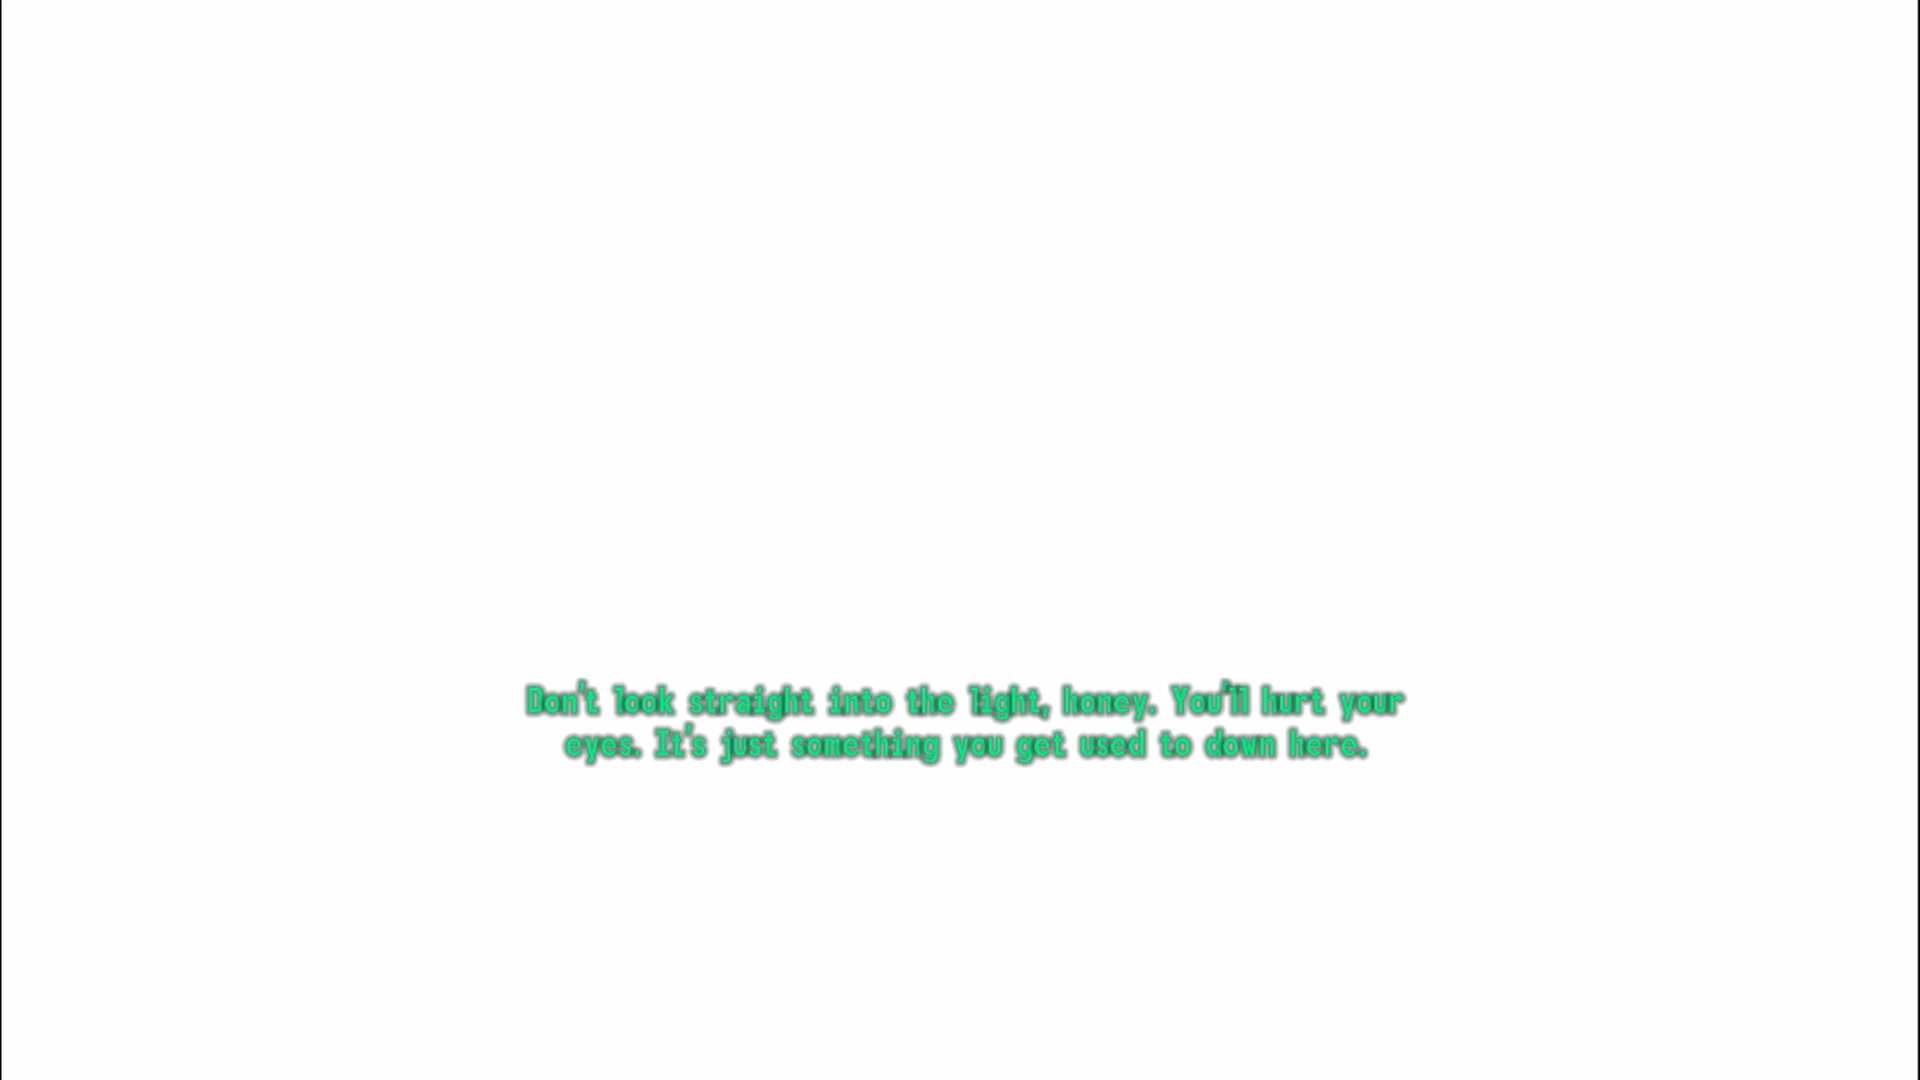 Don't look straight into the light, honey. You'll hurt your
eyes. It's just something you get used to down here.